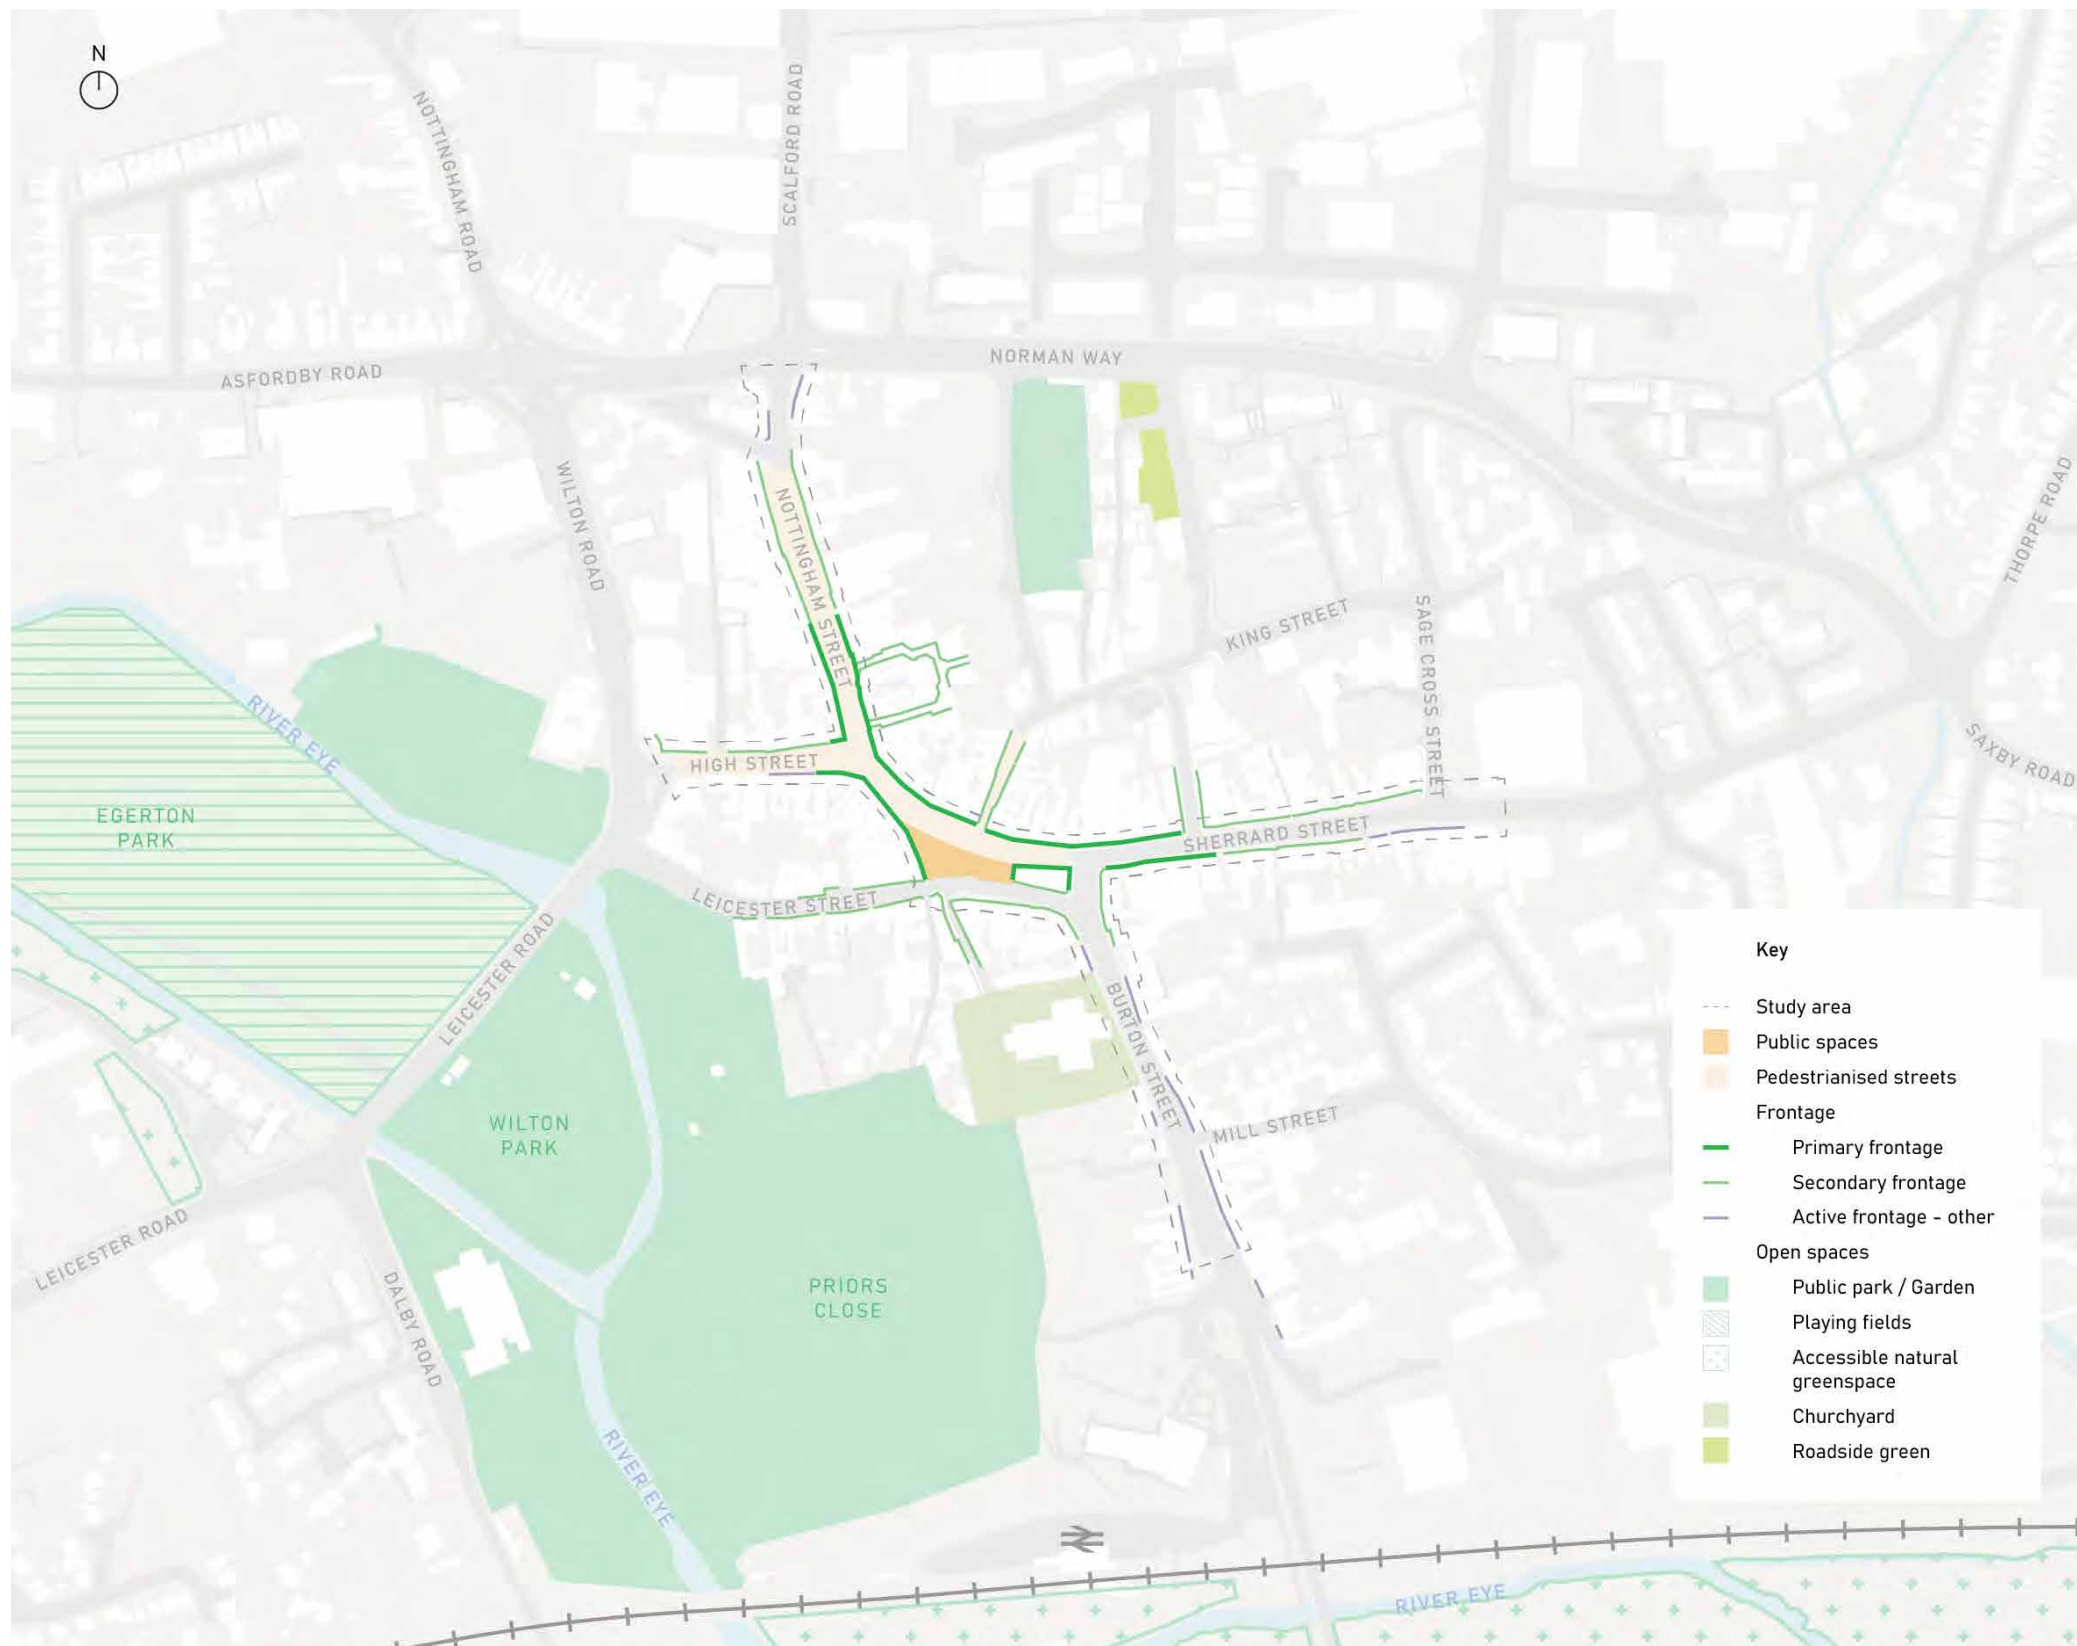 N
NOTTINGHAM ROAD
SCALFORD ROAD
NORMAN WAY
ASFORDBY ROAD
WILTON ROAD
THORPE ROAD
NOTTINGHAM STREET
KING STREET
SAGE CROSS STREET
RIVER EYE
HIGH STREET
SAXBY ROAD
EGERTON
PARK
SHERRARD STREET
LEICESTER STREET
LEICESTER ROAD
BURTON STREET
MILL STREET
WILTON
PARK
LEICESTER ROAD
DALBY ROAD
PRIORS
CLOSE
RIVER EYE
RIVER EYE
Key
Study area
Public spaces
Pedestrianised streets
Frontage
Primary frontage
Secondary frontage
Active frontage - other
Open spaces
Public park / Garden
Playing fields
Accessible natural
greenspace
Churchyard
Roadside green